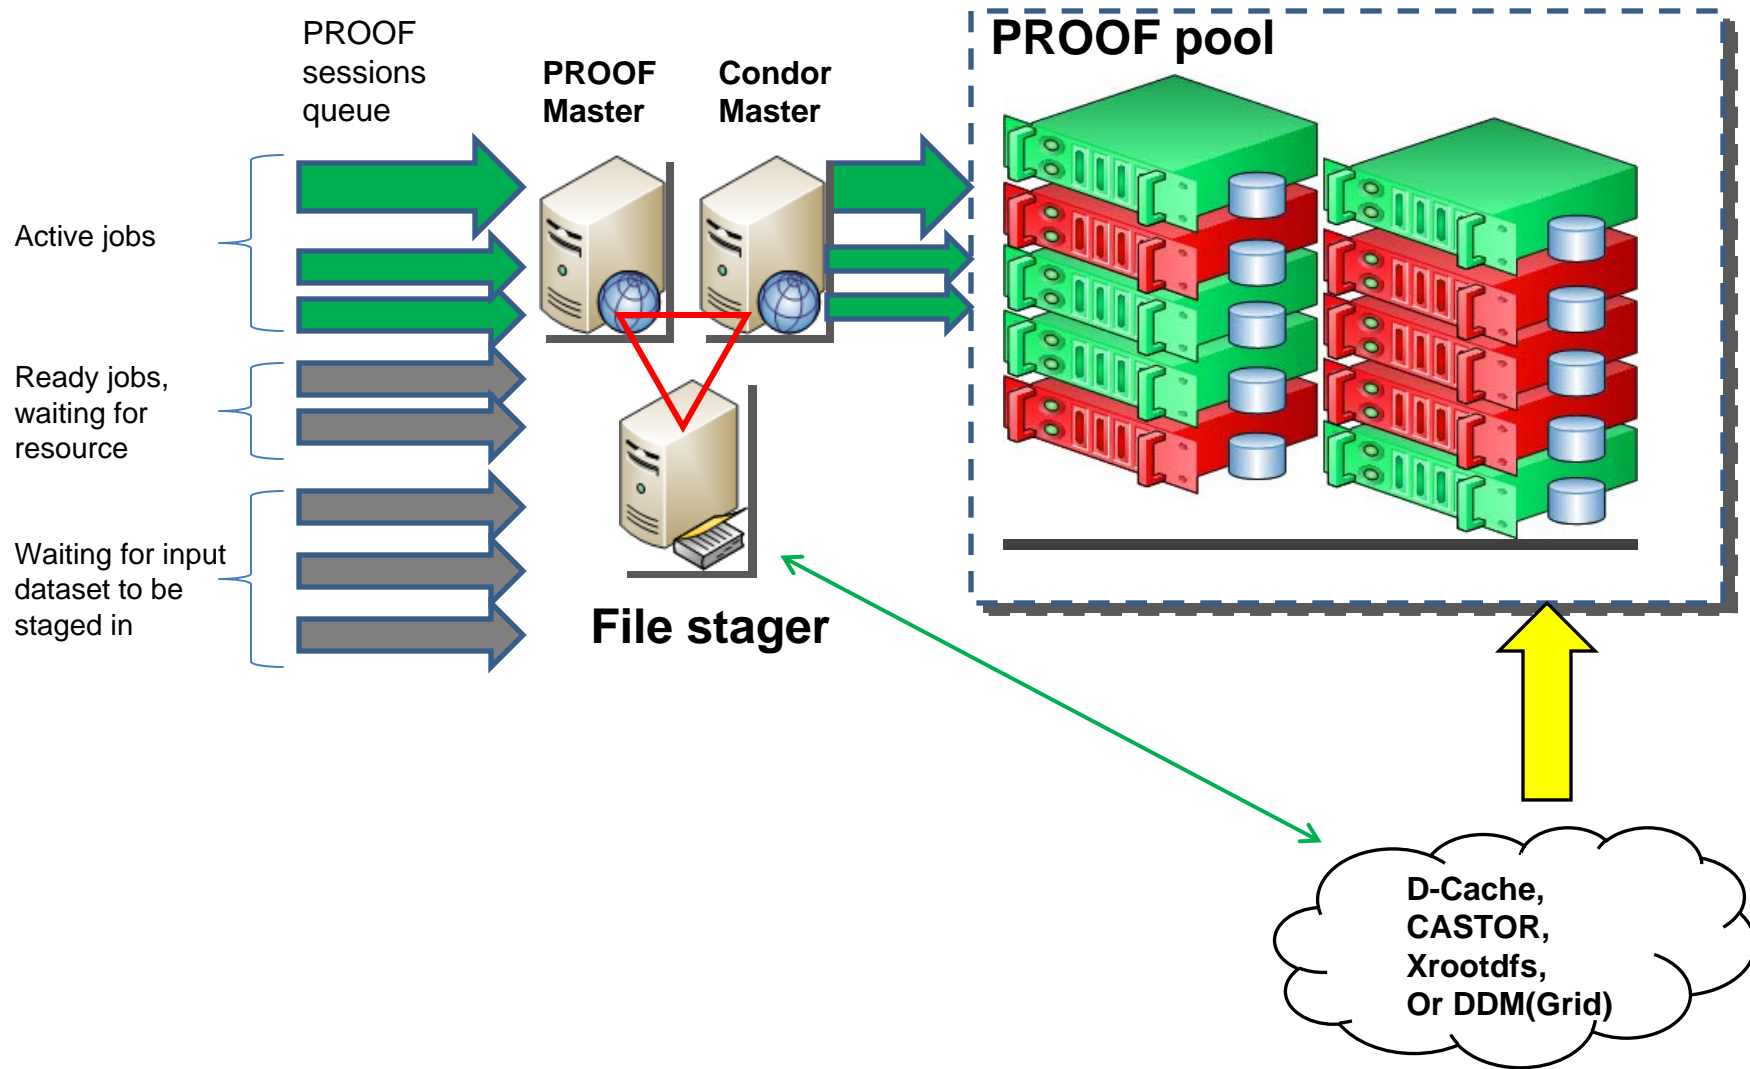 PROOF
sessions
queue
PROOF
Master
Condor
Master
PROOF pool
Active jobs
Ready jobs,
waiting for
resource
Waiting for input
dataset to be
staged in
File stager
D-Cache,
CASTOR,
Xrootdfs,
Or DDM(Grid)